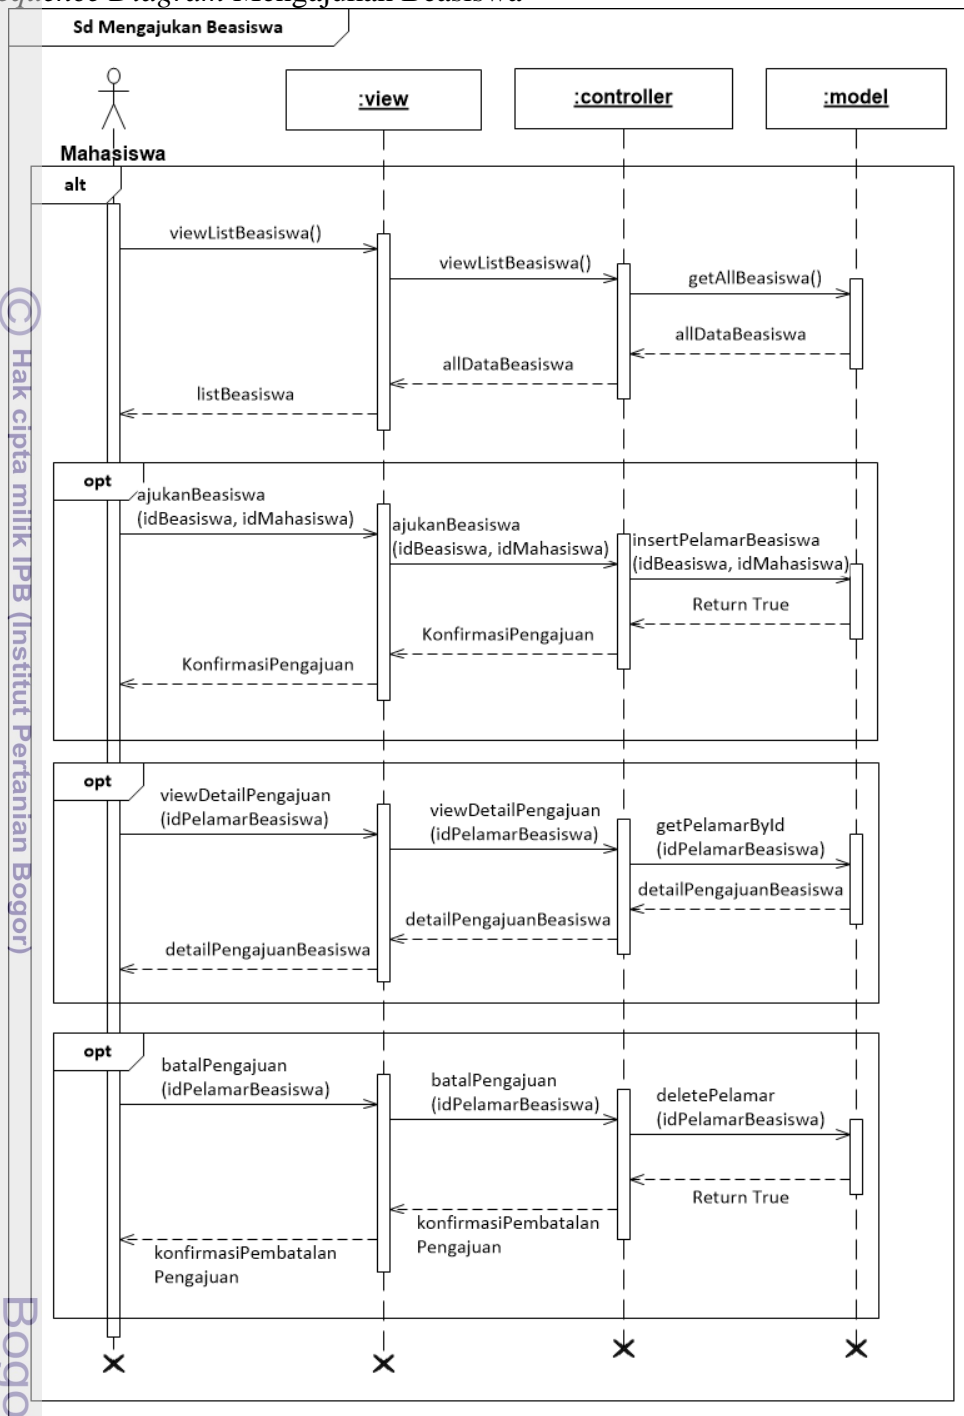 Diagram Mengajukan Beasiswa
Sd Mengajukan Beasiswa
:view
:controller
:model
Mahasiswa
alt
viewListBeasiswa()
viewListBeasiswa()
getAllBeasiswa()
allDataBeasiswa
allDataBeasiswa
listBeasiswa
opt
ajukanBeasiswa
(idBeasiswa, idMahasiswa)
ajukanBeasiswa
(idBeasiswa, idMahasiswa)
insertPelamarBeasiswa
(idBeasiswa, idMahasiswa)
Return True
KonfirmasiPengajuan
KonfirmasiPengajuan
opt
viewDetailPengajuan
(idPelamarBeasiswa)
viewDetailPengajuan
(idPelamarBeasiswa)
getPelamarById
(idPelamarBeasiswa)
detailPengajuanBeasiswa
detailPengajuanBeasiswa
detailPengajuanBeasiswa
opt
batalPengajuan
(idPelamarBeasiswa)
batalPengajuan
(idPelamarBeasiswa)
deletePelamar
(idPelamarBeasiswa)
Return True
konfirmasiPembatalan
Pengajuan
konfirmasiPembatalan
Pengajuan
© Hak cipta milik IPB (Institut Pertanian Bogor)
Bogo